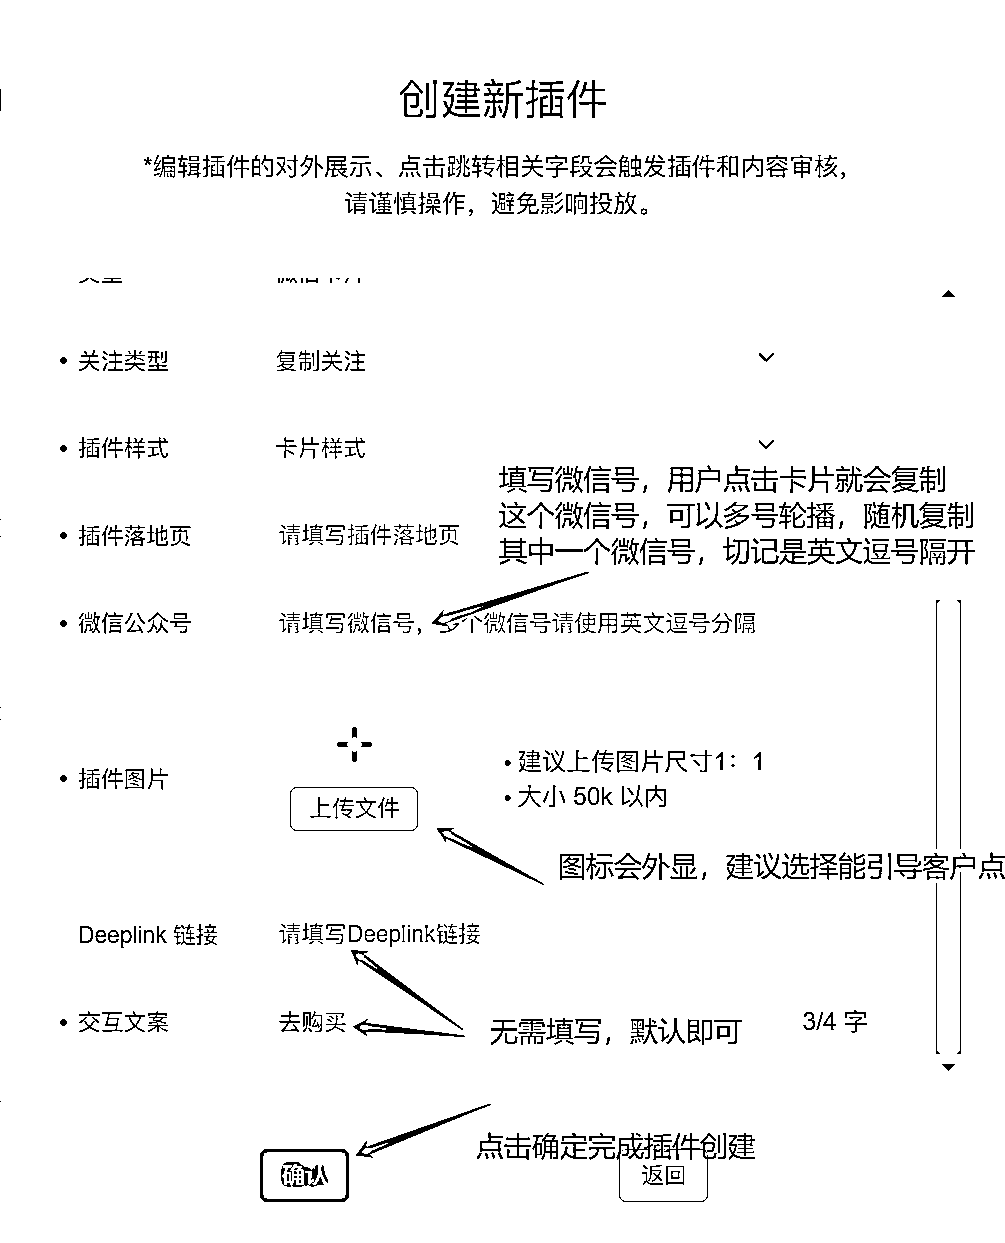 创建新插件
*编辑插件的对外展示、点击跳转相关字段会触发插件和内容审核，
请谨慎操作，避免影响投放。
• 关注类型 复制关注
• 插件样式 卡片样式
填写微信号，用户点击卡片就会复制
这个微信号，可以多号轮播，随机复制
其中一个微信号，切记是英文逗号隔开
• 插件落地页 请填写插件落地页
• 微信公众号 请填写微信号，多个微信号请使用英文逗号分隔
• 插件图片
上传文件
• 建议上传图片尺寸1：1
• 大小 50k 以内
图标会外显，建议选择能引导客户点
Deeplink 链接 请填写Deeplink链接
• 交互文案 去购买 3/4 字
无需填写，默认即可
点击确定完成插件创建
确认
返回